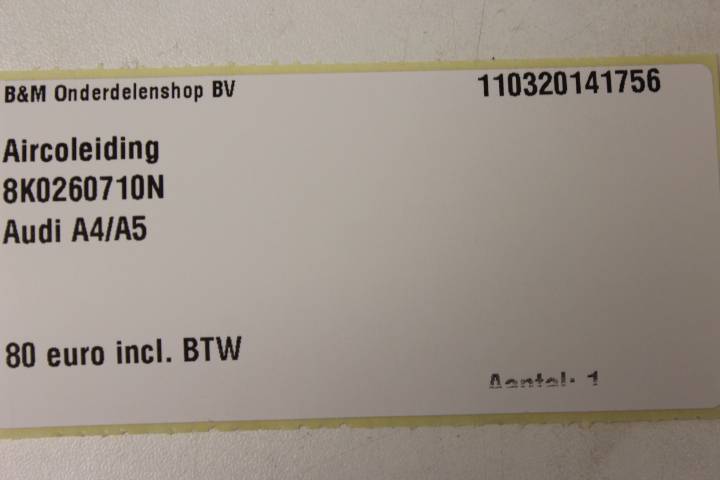 B&M Onderdelenshop BV 110320141756
Aircoleiding
8K0260710N
Audi A4/A5
80 euro incl. BTW
Aantal: 1